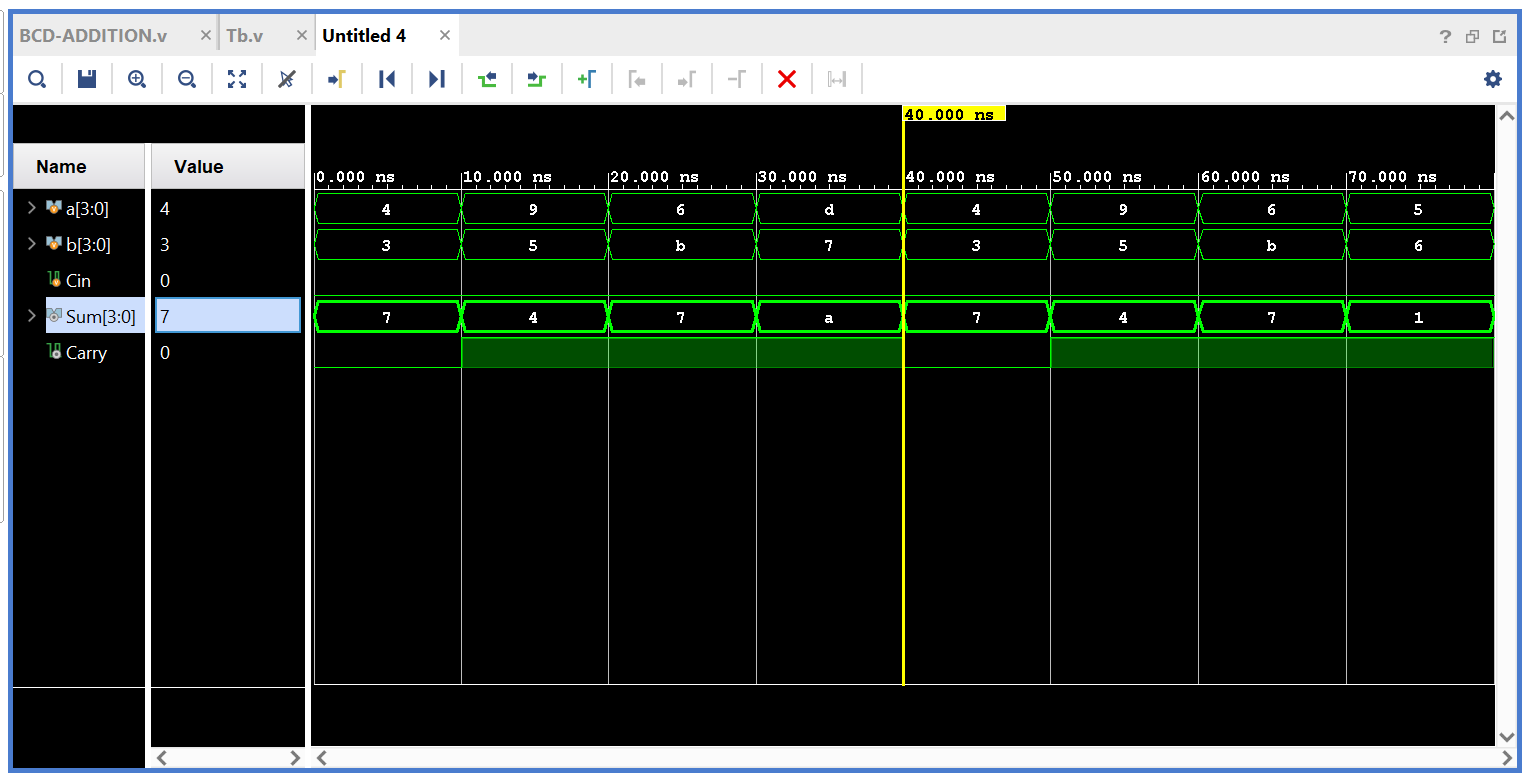 BCD-ADDITION.v × Tb.v × Untitled 4 ×
?
40.000 ns
Name Value
0.000 ns 10.000 ns 20.000 ns 30.000 ns 40.000 ns 50.000 ns 60.000 ns 70.000 ns
a[3:0] 4 4 9 6 d 4 9 6 5
b[3:0] 3 3 5 b 7 3 5 b 6
Cin 0
Sum[3:0] 7 7 4 7 a 7 4 7 1
Carry 0